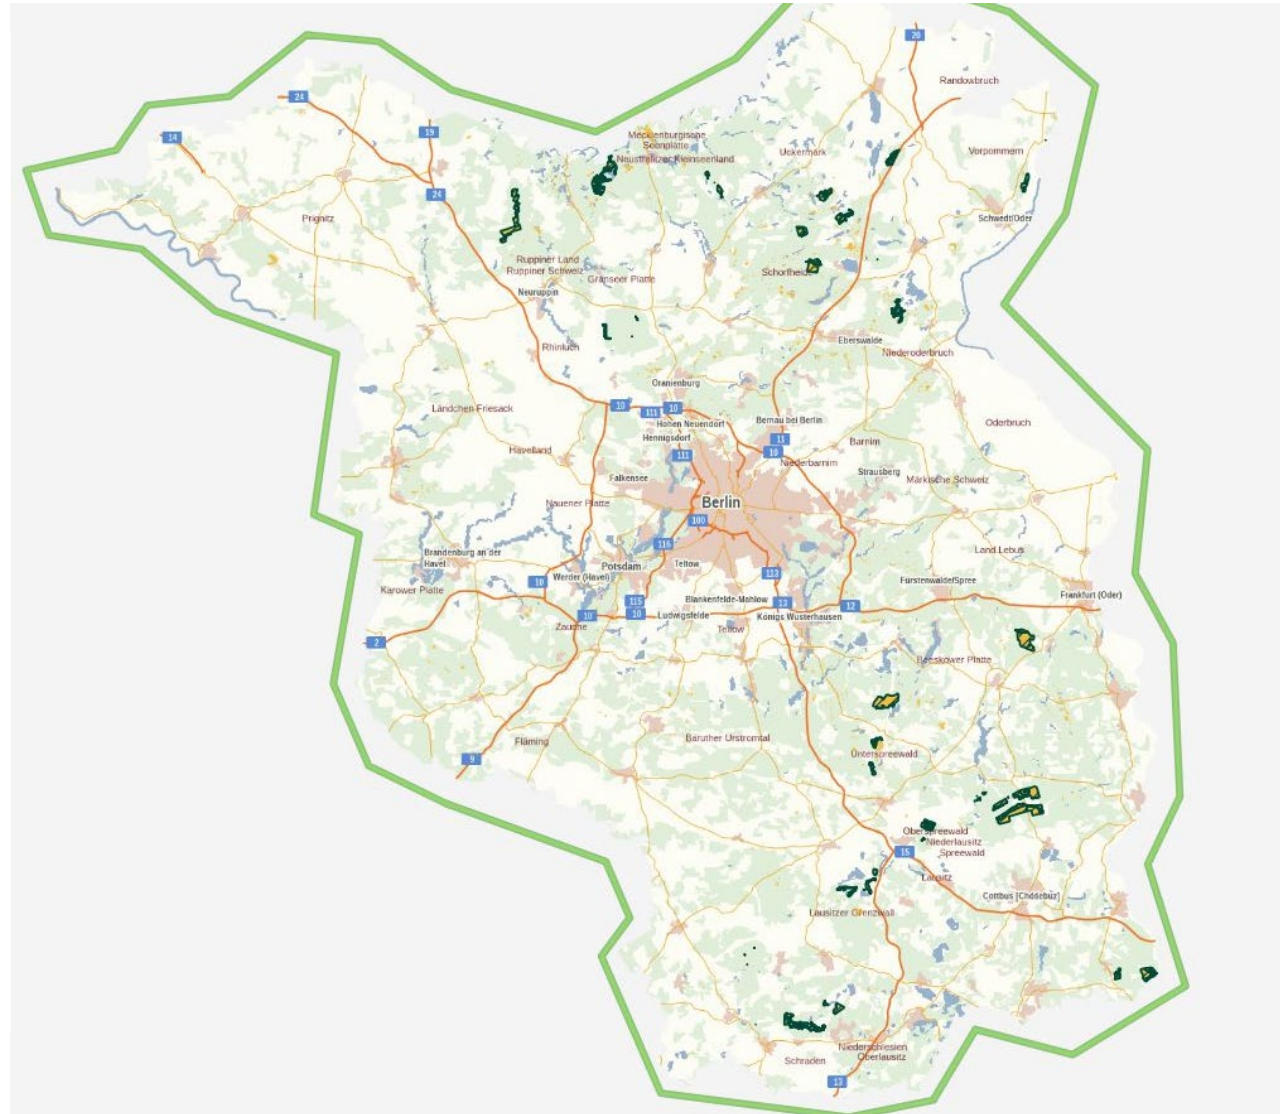 20
Randowbruch
24
19
14
Mecklenburgische
Seenplatte
Neustrelitzer Kleinseenland
Uckermark
Vorpommern
24
Prignitz
Schwedt/Oder
Ruppiner Land
Ruppiner Schweiz
Granseer Platte
Schorfheide
Neuruppin
Eberswalde
Rhinluch
Niederoderbruch
Oranienburg
10
111
10
Ländchen Friesack
Hohen Neuendorf
Bernau bei Berlin
Oderbruch
Hennigsdorf
11
Barnim
Havelland
111
10
Niederbarnim
Strausberg
Falkensee
Märkische Schweiz
Nauener Platte
Berlin
100
115
Land Lebus
Brandenburg an der
Havel
Potsdam
Teltow
113
Werder (Havel)
10
Karower Platte
Fürstenwalde/Spree
Frankfurt (Oder)
Blankenfelde-Mahlow
115
13
12
10
10
Ludwigsfelde
Königs Wusterhausen
Zauche
Teltow
2
Beeskower Platte
Fläming
Baruther Urstromtal
Unterspreewald
9
Oberspreewald
Niederlausitz
Spreewald
15
Lausitz
Cottbus [Chóśebuz]
Lausitzer Grenzwall
Niederschlesien
Oberlausitz
Schraden
13